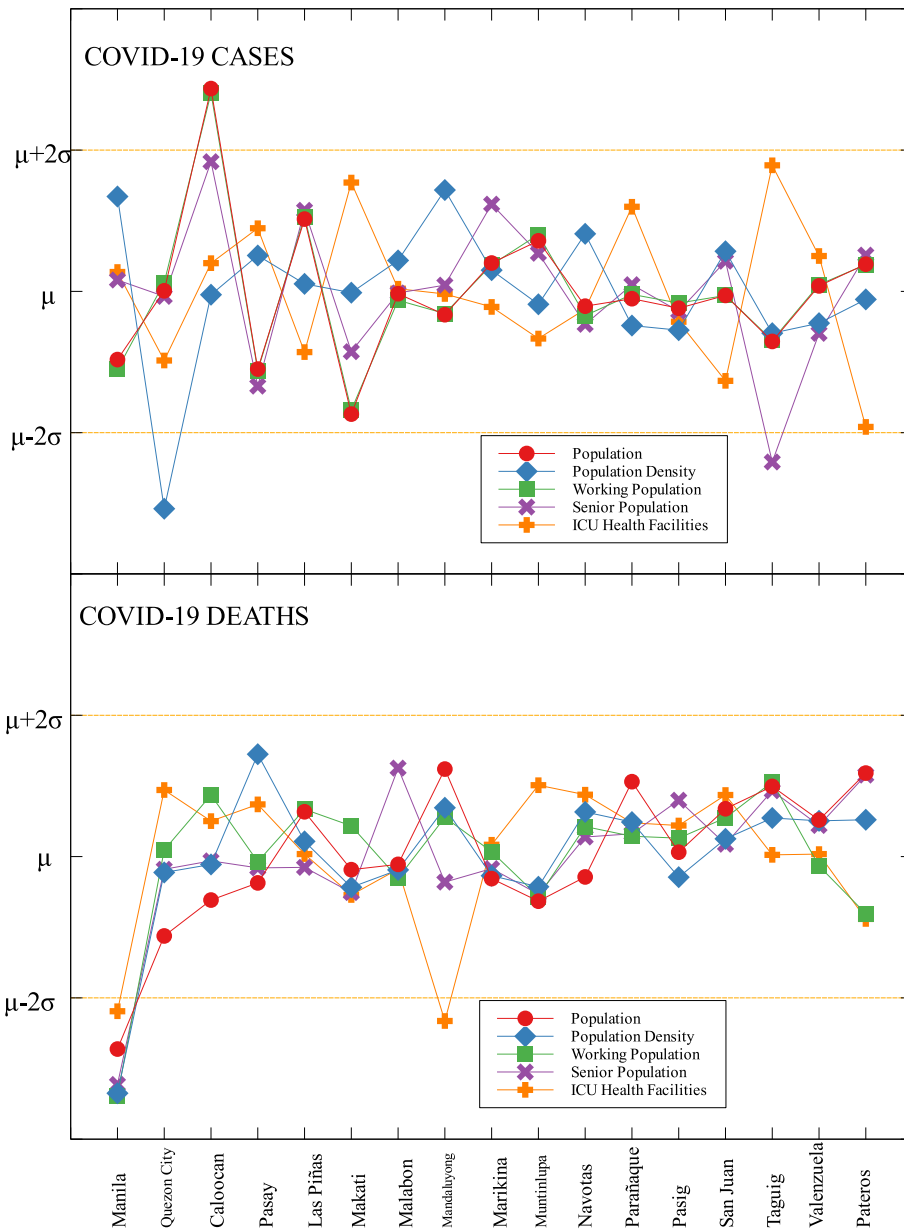 COVID-19 CASES
μ+2σ
μ
μ-2σ
Population
Population Density
Working Population
Senior Population
ICU Health Facilities
COVID-19 DEATHS
μ+2σ
μ
μ-2σ
Population
Population Density
Working Population
Senior Population
ICU Health Facilities
Manila
Quezon City
Caloocan
Pasay
Las Piñas
Makati
Malabon
Mandaluyong
Marikina
Muntinlupa
Navotas
Parañaque
Pasig
San Juan
Taguig
Valenzuela
Pateros